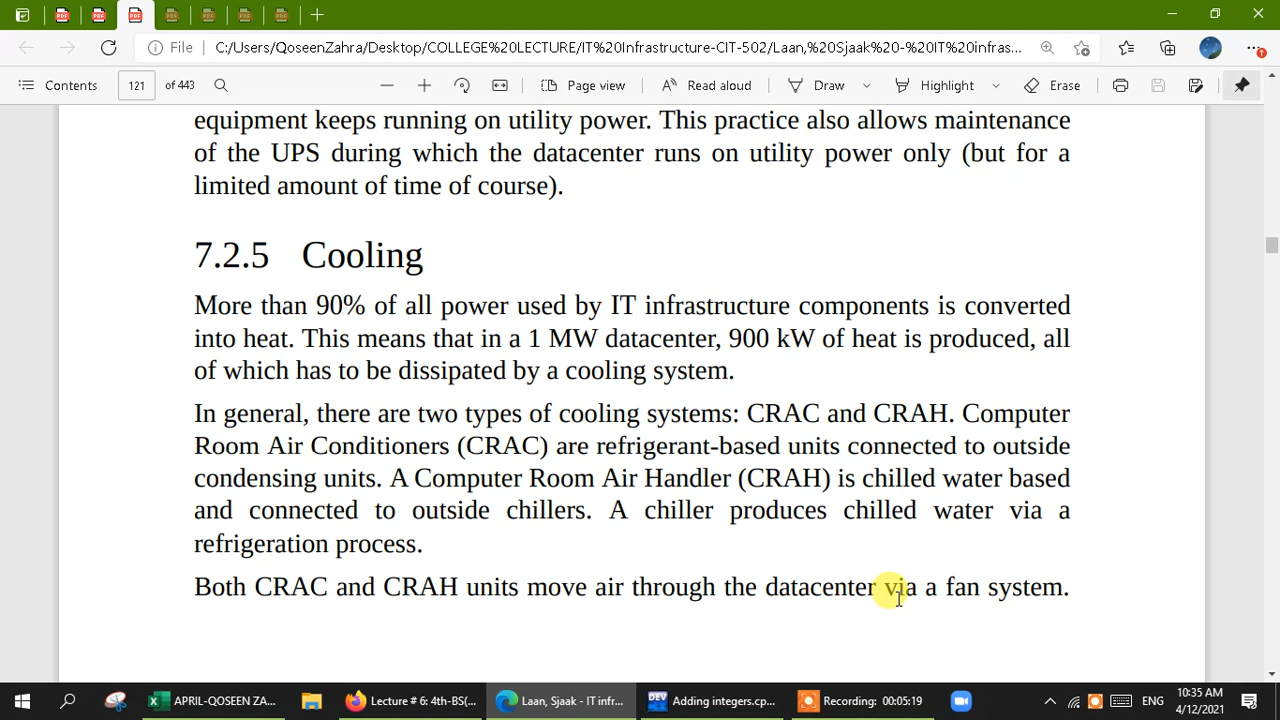 File
C:/Users/QoseenZahra/Desktop/COLLEGE%20LECTURE/IT%20Infrastructure-CIT-502/Laan,%20Sjaak%20-%20IT%20infras...
Contents
121
of 443
Page view
Read aloud
Draw
Highlight
Erase
equipment keeps running on utility power. This practice also allows maintenance
of the UPS during which the datacenter runs on utility power only (but for a
limited amount of time of course).
7.2.5 Cooling
More than 90% of all power used by IT infrastructure components is converted
into heat. This means that in a 1 MW datacenter, 900 kW of heat is produced, all
of which has to be dissipated by a cooling system.
In general, there are two types of cooling systems: CRAC and CRAH. Computer
Room Air Conditioners (CRAC) are refrigerant-based units connected to outside
condensing units. A Computer Room Air Handler (CRAH) is chilled water based
and connected to outside chillers. A chiller produces chilled water via a
refrigeration process.
Both CRAC and CRAH units move air through the datacenter via a fan system.
APRIL-QOSEEN ZA...
Lecture # 6: 4th-BS(...
Laan, Sjaak - IT infr...
DEV
Adding integers.cp...
Recording: 00:05:19
ENG
10:35 AM
4/12/2021